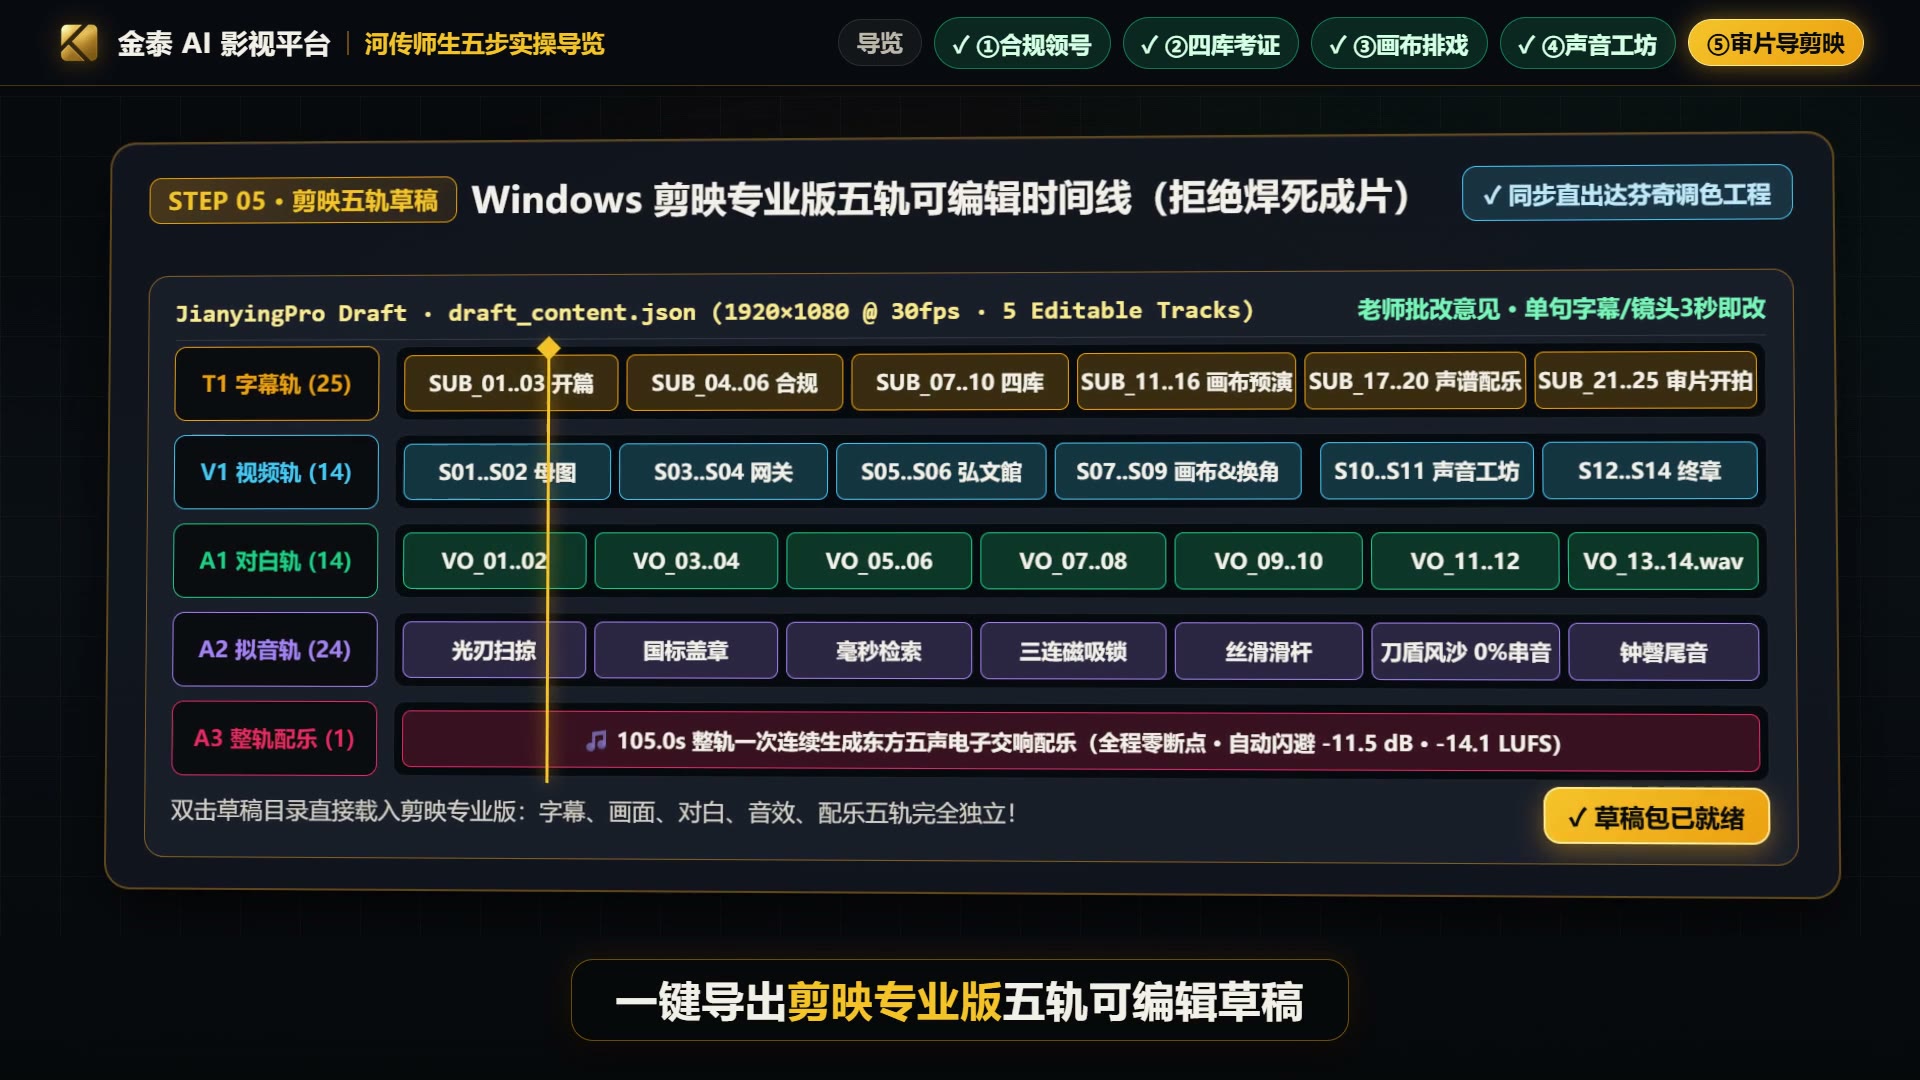 金泰 AI 影视平台 | 河传师生五步实操导览
导览
✓ ①合规领号
✓ ②四库考证
✓ ③画布排戏
✓ ④声音工坊
⑤审片导剪映
STEP 05 • 剪映五轨草稿
Windows 剪映专业版五轨可编辑时间线（拒绝焊死成片）
✓ 同步直出达芬奇调色工程
JianyingPro Draft · draft_content.json (1920×1080 @ 30fps · 5 Editable Tracks)
老师批改意见 • 单句字幕/镜头3秒即改
T1 字幕轨 (25)
SUB_01..03 开篇
SUB_04..06 合规
SUB_07..10 四库
SUB_11..16 画布预演
SUB_17..20 声谱配乐
SUB_21..25 审片开拍
V1 视频轨 (14)
S01..S02 母图
S03..S04 网关
S05..S06 弘文館
S07..S09 画布&换角
S10..S11 声音工坊
S12..S14 终章
A1 对白轨 (14)
VO_01..02
VO_03..04
VO_05..06
VO_07..08
VO_09..10
VO_11..12
VO_13..14.wav
A2 拟音轨 (24)
光刃扫掠
国标盖章
毫秒检索
三连磁吸锁
丝滑滑杆
刀盾风沙 0%串音
钟磬尾音
A3 整轨配乐 (1)
🎵 105.0s 整轨一次连续生成东方五声电子交响配乐（全程零断点 • 自动闪避 -11.5 dB • -14.1 LUFS)
双击草稿目录直接载入剪映专业版：字幕、画面、对白、音效、配乐五轨完全独立！
✓ 草稿包已就绪
一键导出剪映专业版五轨可编辑草稿